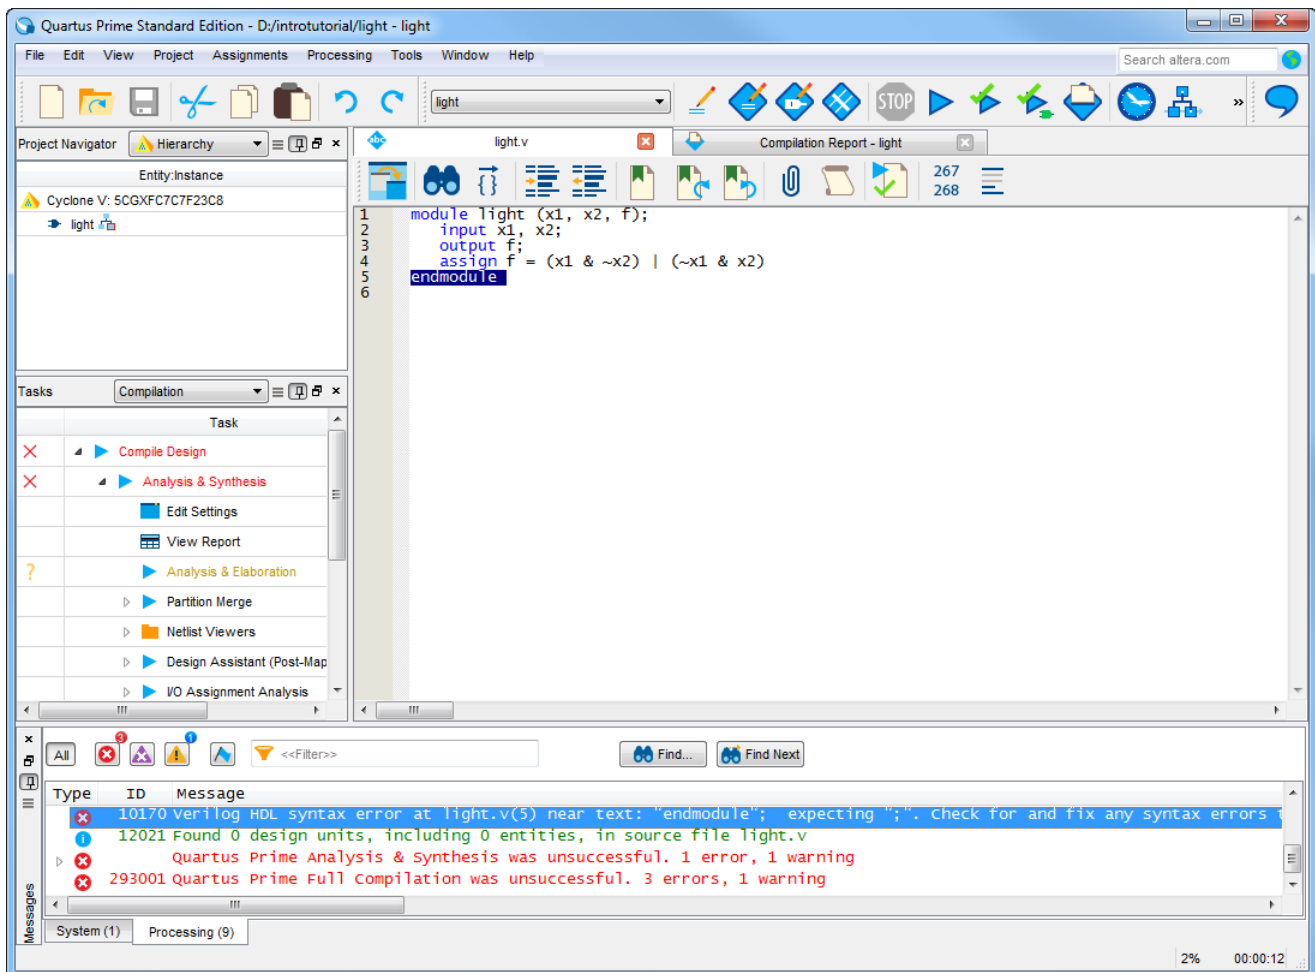 Quartus Prime Standard Edition - D:/introtutorial/light - light
File Edit View Project Assignments Processing Tools Window Help
Search altera.com
light
STOP
»
Project Navigator
Hierarchy
Entity:Instance
Cyclone V: 5CGXFC7C7F23C8
light
abc
light.v
Compilation Report - light
267
268
1 module light (x1, x2, f);
2 input x1, x2;
3 output f;
4 assign f = (x1 & ~x2) | (~x1 & x2)
5 endmodule
6
Tasks
Compilation
Task
Compile Design
Analysis & Synthesis
Edit Settings
View Report
? Analysis & Elaboration
Partition Merge
Netlist Viewers
Design Assistant (Post-Map
I/O Assignment Analysis
All
3
1
<<Filter>>
Find...
Find Next
Type ID Message
10170 Verilog HDL syntax error at light.v(5) near text: "endmodule"; expecting ";". Check for and fix any syntax errors t
12021 Found 0 design units, including 0 entities, in source file light.v
Quartus Prime Analysis & Synthesis was unsuccessful. 1 error, 1 warning
293001 Quartus Prime Full Compilation was unsuccessful. 3 errors, 1 warning
Messages
System (1)
Processing (9)
2% 00:00:12